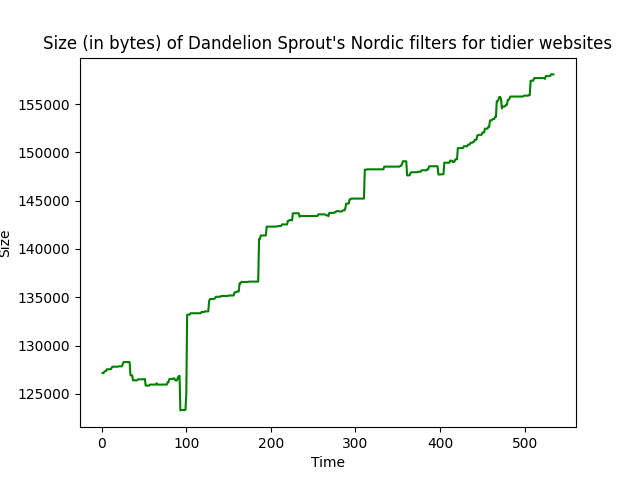 Size (in bytes) of Dandelion Sprout's Nordic filters for tidier websites
155000
150000
145000
140000
135000
130000
125000
Size
0 100 200 300 400 500
Time